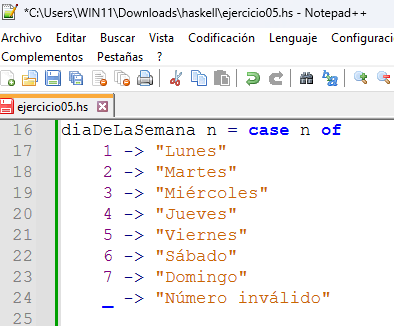 *C:\Users\WIN11\Downloads\haskell\ejercicio05.hs - Notepad++
Archivo Editar Buscar Vista Codificación Lenguaje Configuraci
Complementos Pestañas ?
ejercicio05.hs
16 diaDeLaSemana n = case n of
17 1 -> "Lunes"
18 2 -> "Martes"
19 3 -> "Miércoles"
20 4 -> "Jueves"
21 5 -> "Viernes"
22 6 -> "Sábado"
23 7 -> "Domingo"
24 _ -> "Número inválido"
25